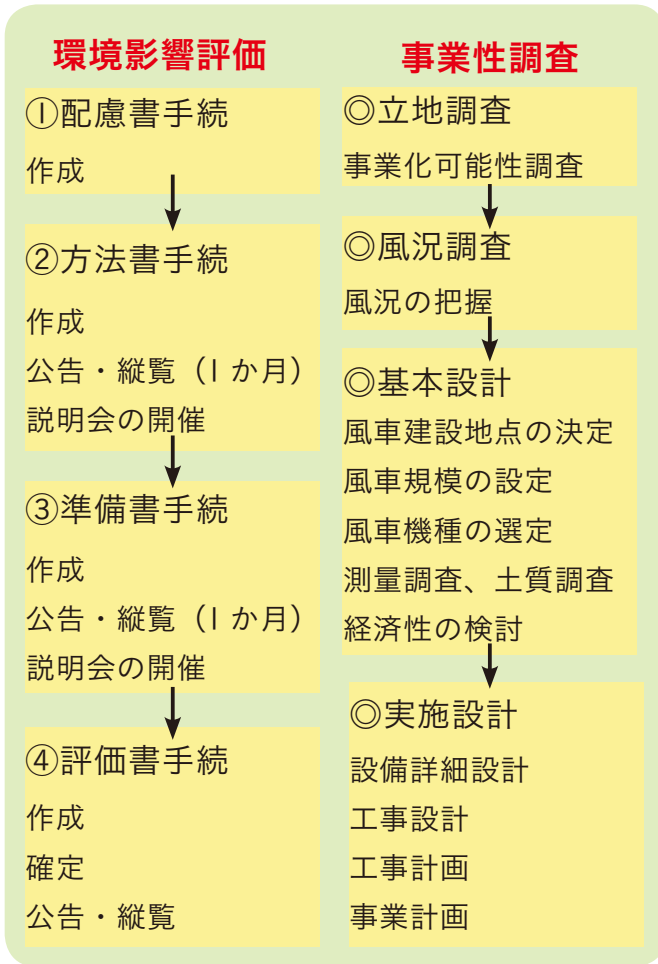 環境影響評価
①配慮書手続
作成
②方法書手続
作成
公告・縦覧（1か月）
説明会の開催
③準備書手続
作成
公告・縦覧（1か月）
説明会の開催
④評価書手続
作成
確定
公告・縦覧
事業性調査
◎立地調査
事業化可能性調査
◎風況調査
風況の把握
◎基本設計
風車建設地点の決定
風車規模の設定
風車機種の選定
測量調査、土質調査
経済性の検討
◎実施設計
設備詳細設計
工事設計
工事計画
事業計画